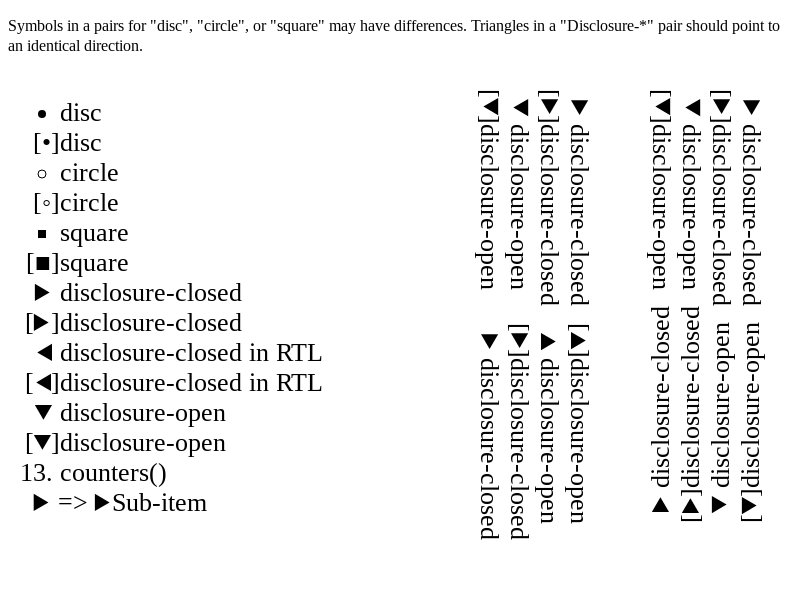 Symbols in a pairs for "disc", "circle", or "square" may have differences. Triangles in a "Disclosure-*" pair should point to
an identical direction.
• disc
[•]disc
◦ circle
[◦]circle
▪ square
[■]square
▶ disclosure-closed
[▶]disclosure-closed
◀ disclosure-closed in RTL
[◀]disclosure-closed in RTL
▼ disclosure-open
[▼]disclosure-open
13. counters()
▶ => ▶Sub-item
▼ disclosure-closed
[▼]disclosure-closed
◀ disclosure-open
[◀]disclosure-open
[▶]disclosure-open
▶ disclosure-open
[▼]disclosure-closed
▼ disclosure-closed
▼ disclosure-closed
[▼]disclosure-closed
◀ disclosure-open
[◀]disclosure-open
[▶]disclosure-open
▶ disclosure-open
[▲]disclosure-closed
▲ disclosure-closed